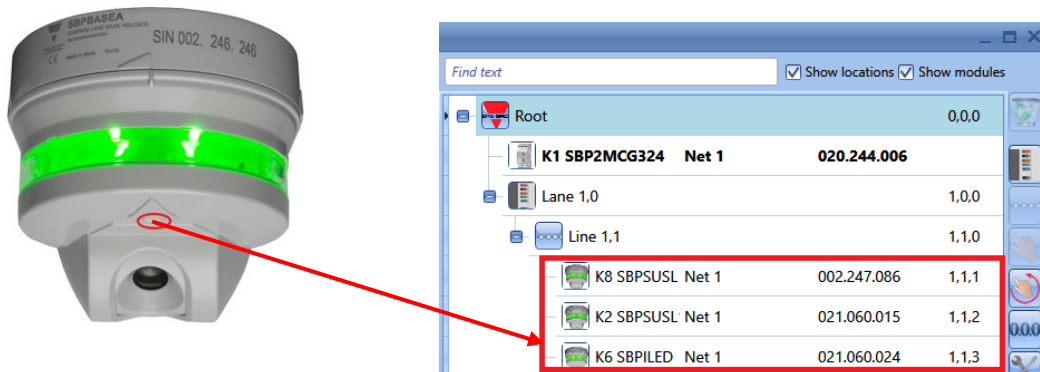 SBPBASEA
SIN 002. 246. 246
Find text
Show locations Show modules
Root 0,0,0
K1 SBP2MCG324 Net 1 020.244.006
Lane 1,0 1,0,0
Line 1,1 1,1,0
K8 SBPSUSL Net 1 002.247.086 1,1,1
K2 SBPSUSL Net 1 021.060.015 1,1,2
K6 SBPILED Net 1 021.060.024 1,1,3
0.0.0